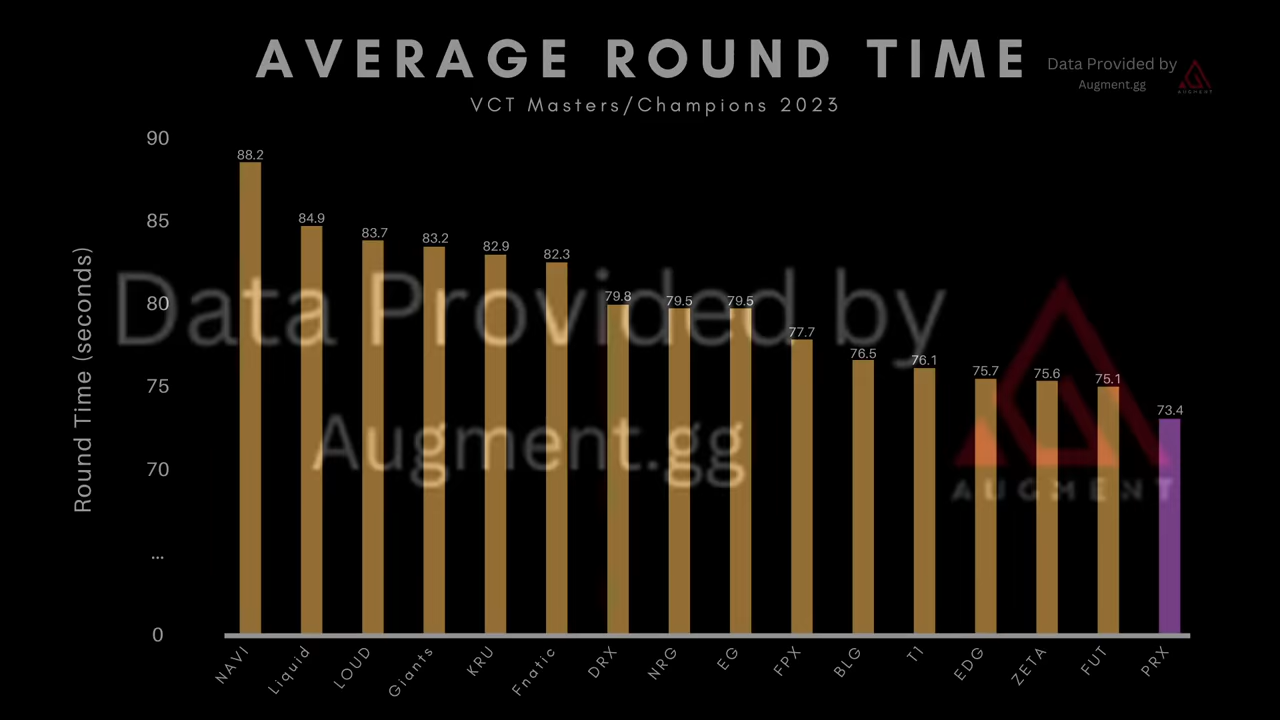 AVERAGE ROUND TIME
VCT Masters/Champions 2023
Data Provided by
Augment.gg
AUGMENT
90
85
80
75
70
...
0
Round Time (seconds)
88.2
84.9
83.7
83.2
82.9
82.3
79.8
79.5
79.5
77.7
76.5
76.1
75.7
75.6
75.1
73.4
Data Provided by
Augment.gg
AUGMENT
NAVI
Liquid
LOUD
Giants
KRU
Fnatic
DRX
NRG
EG
FPX
BLG
T1
EDG
ZETA
FUT
PRX